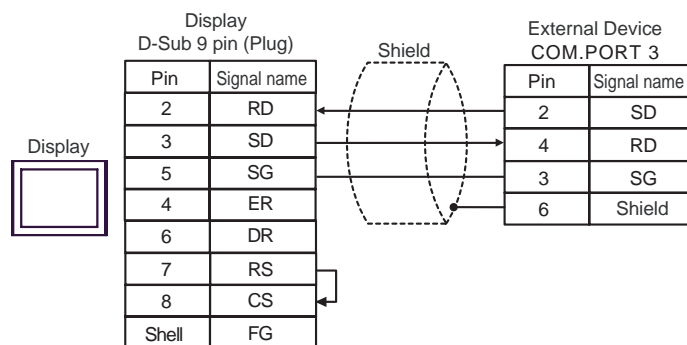 Display
D-Sub 9 pin (Plug)
Pin Signal name
2 RD
3 SD
5 SG
4 ER
6 DR
7 RS
8 CS
Shell FG
Display
Shield
External Device
COM.PORT 3
Pin Signal name
2 SD
4 RD
3 SG
6 Shield